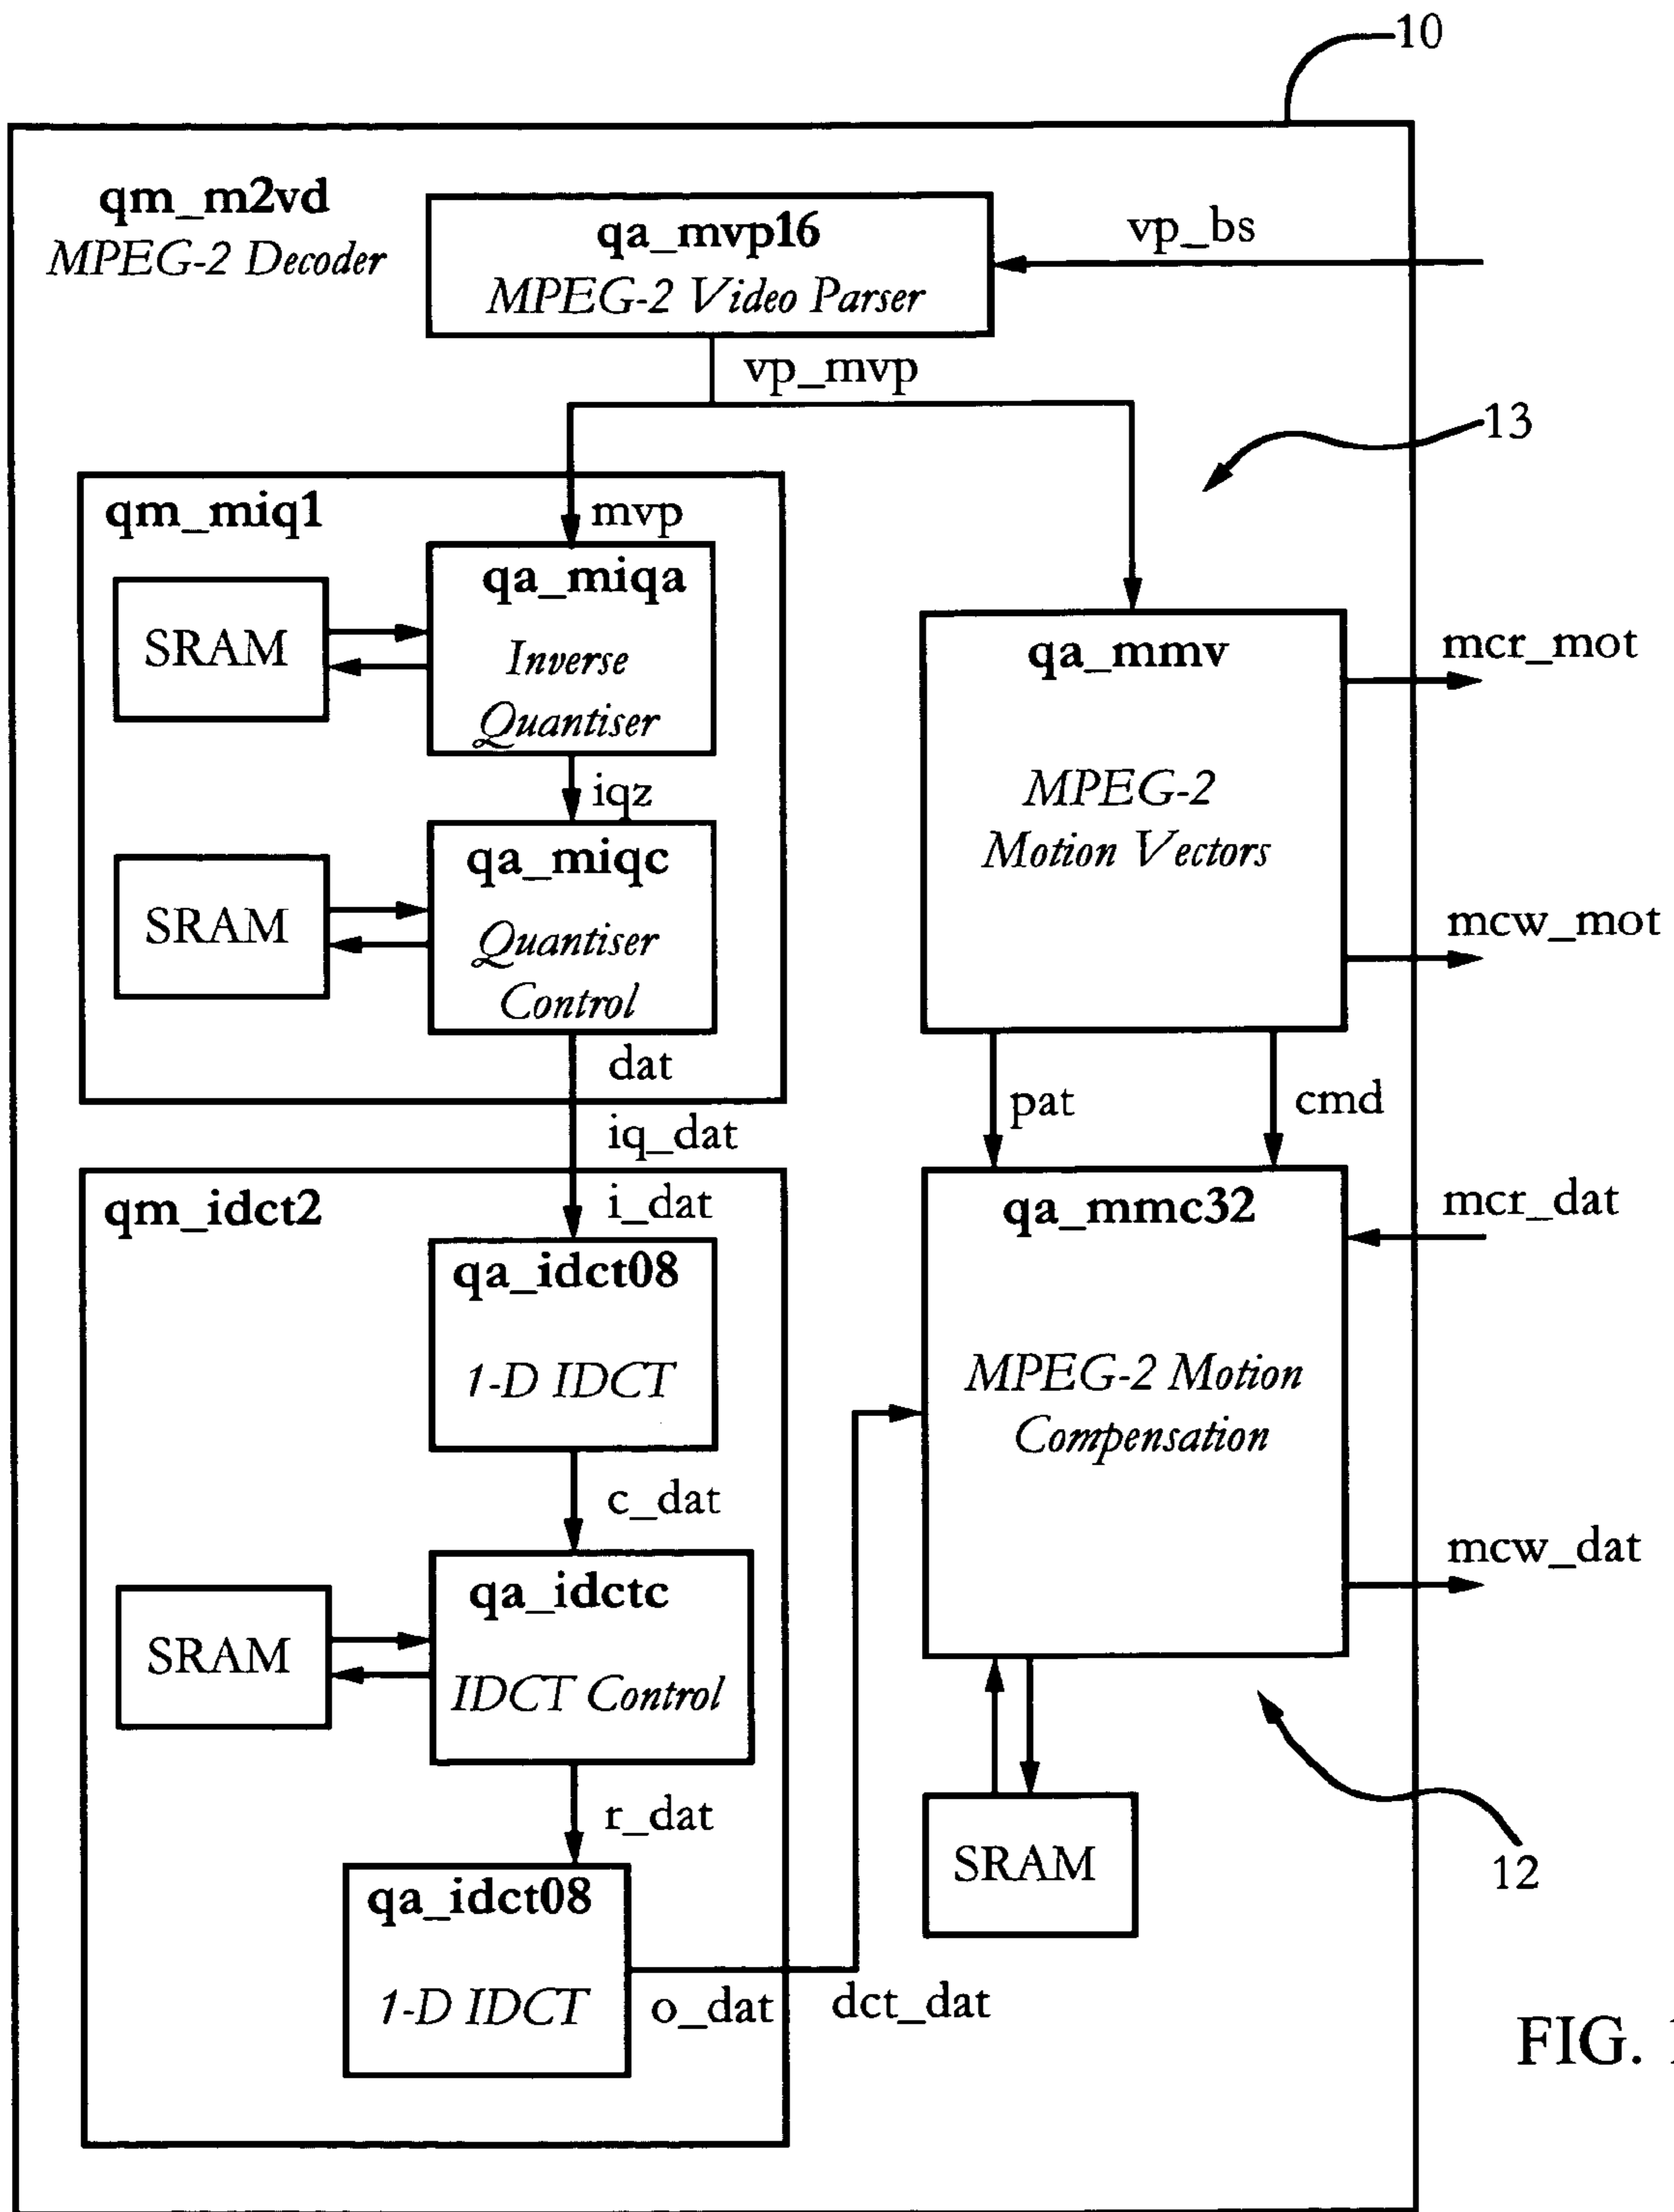 10
qm_m2vd
MPEG-2 Decoder
qa_mvp16
MPEG-2 Video Parser
vp_bs
vp_mvp
13
qm_miq1
mvp
qa_miqa
Inverse
Quantiser
SRAM
iqz
qa_miqc
Quantiser
Control
SRAM
dat
iq_dat
qa_mmv
MPEG-2
Motion Vectors
mcr_mot
mcw_mot
pat
cmd
qm_idct2
i_dat
qa_idct08
1-D IDCT
c_dat
qa_idctc
IDCT Control
SRAM
r_dat
qa_idct08
1-D IDCT
o_dat
dct_dat
qa_mmc32
MPEG-2 Motion
Compensation
mcr_dat
mcw_dat
SRAM
12
FIG.